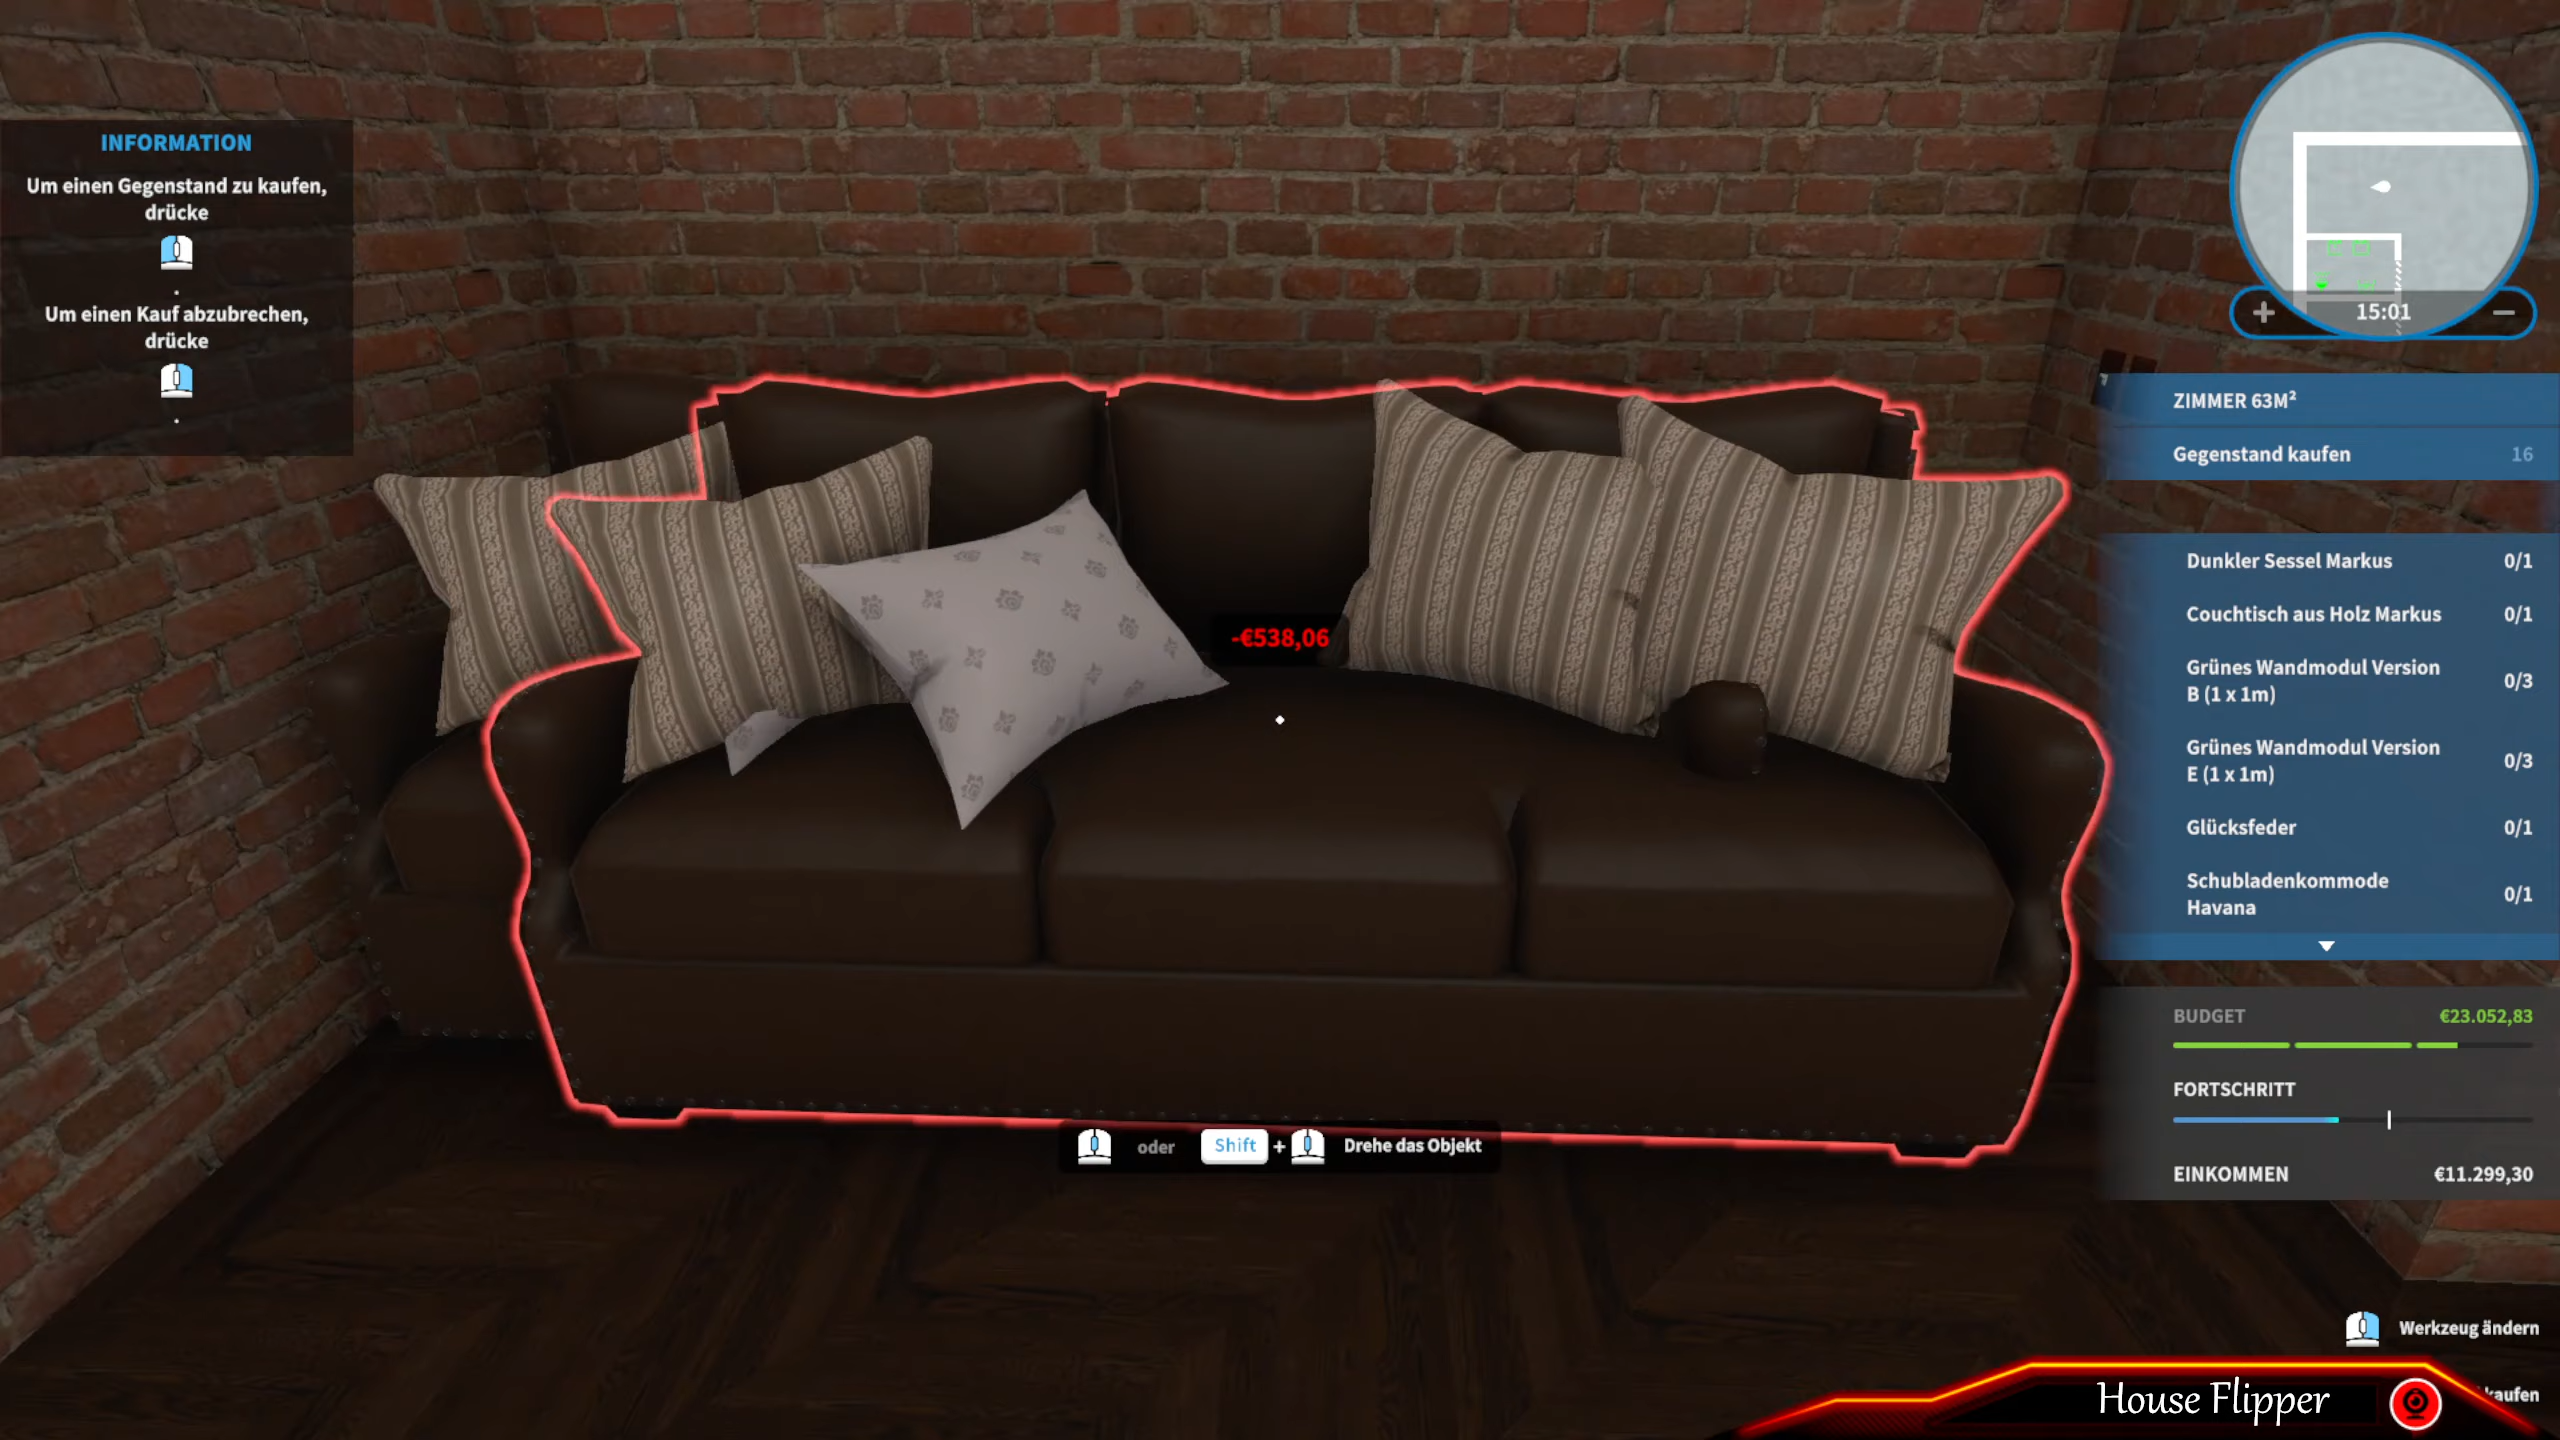 INFORMATION
Um einen Gegenstand zu kaufen,
drücke
.
Um einen Kauf abzubrechen,
drücke
.
15:01
ZIMMER 63M²
Gegenstand kaufen 16
Dunkler Sessel Markus 0/1
Couchtisch aus Holz Markus 0/1
Grünes Wandmodul Version
B (1 x 1m) 0/3
Grünes Wandmodul Version
E (1 x 1m) 0/3
Glücksfeder 0/1
Schubladenkommode
Havana 0/1
-€538,06
BUDGET €23.052,83
FORTSCHRITT
EINKOMMEN €11.299,30
oder Shift + Drehe das Objekt
Werkzeug ändern
kaufen
House Flipper